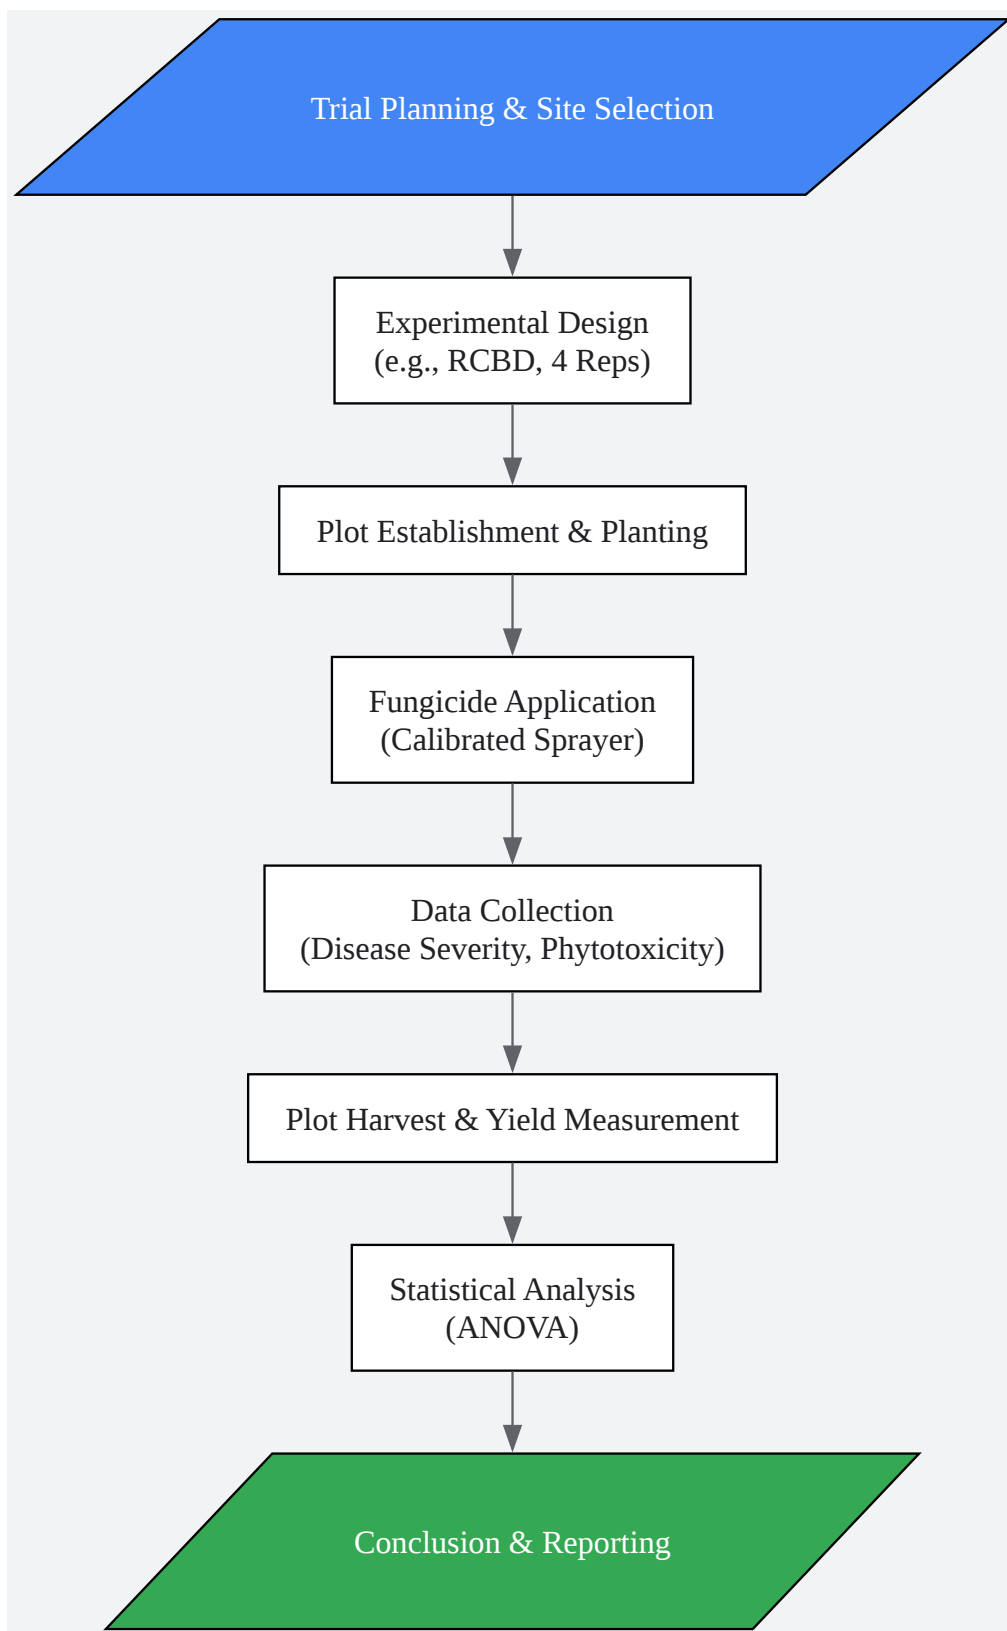 Trial Planning & Site Selection
Experimental Design
(e.g., RCBD, 4 Reps)
Plot Establishment & Planting
Fungicide Application
(Calibrated Sprayer)
Data Collection
(Disease Severity, Phytotoxicity)
Plot Harvest & Yield Measurement
Statistical Analysis
(ANOVA)
Conclusion & Reporting